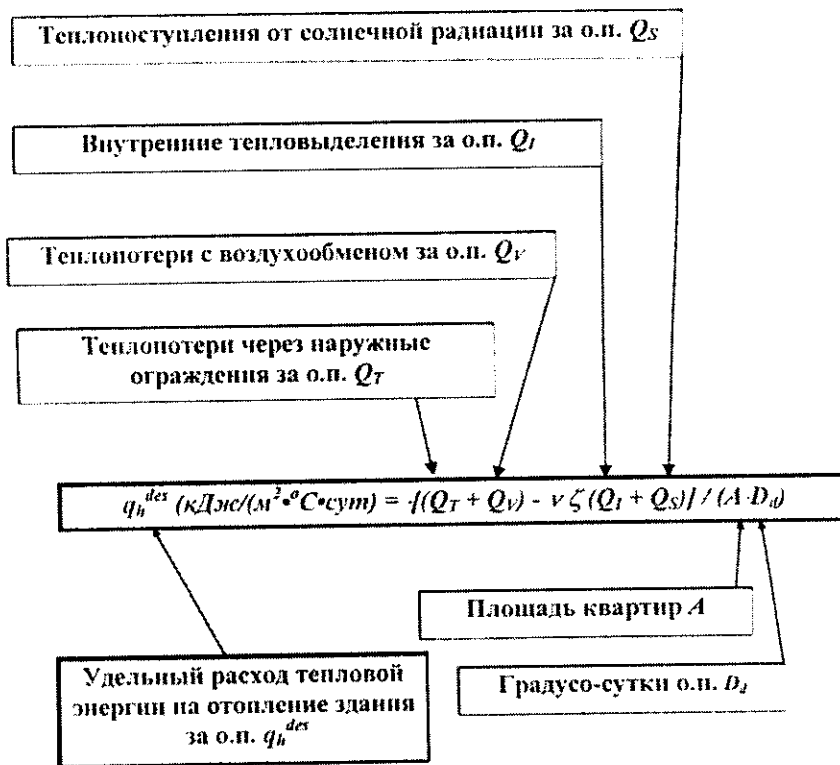 Теплопоступления от солнечной радиации за о.п. Q_S
Внутренние тепловыделения за о.п. Q_I
Теплопотери с воздухообменом за о.п. Q_V
Теплопотери через наружные
ограждения за о.п. Q_T
q_h^des (кДж/(м²•°С•сут) = [(Q_T + Q_V) - ν ζ (Q_I + Q_S)] / (A·D_d)
Площадь квартир A
Градусо-сутки о.п. D_d
Удельный расход тепловой
энергии на отопление здания
за о.п. q_h^des